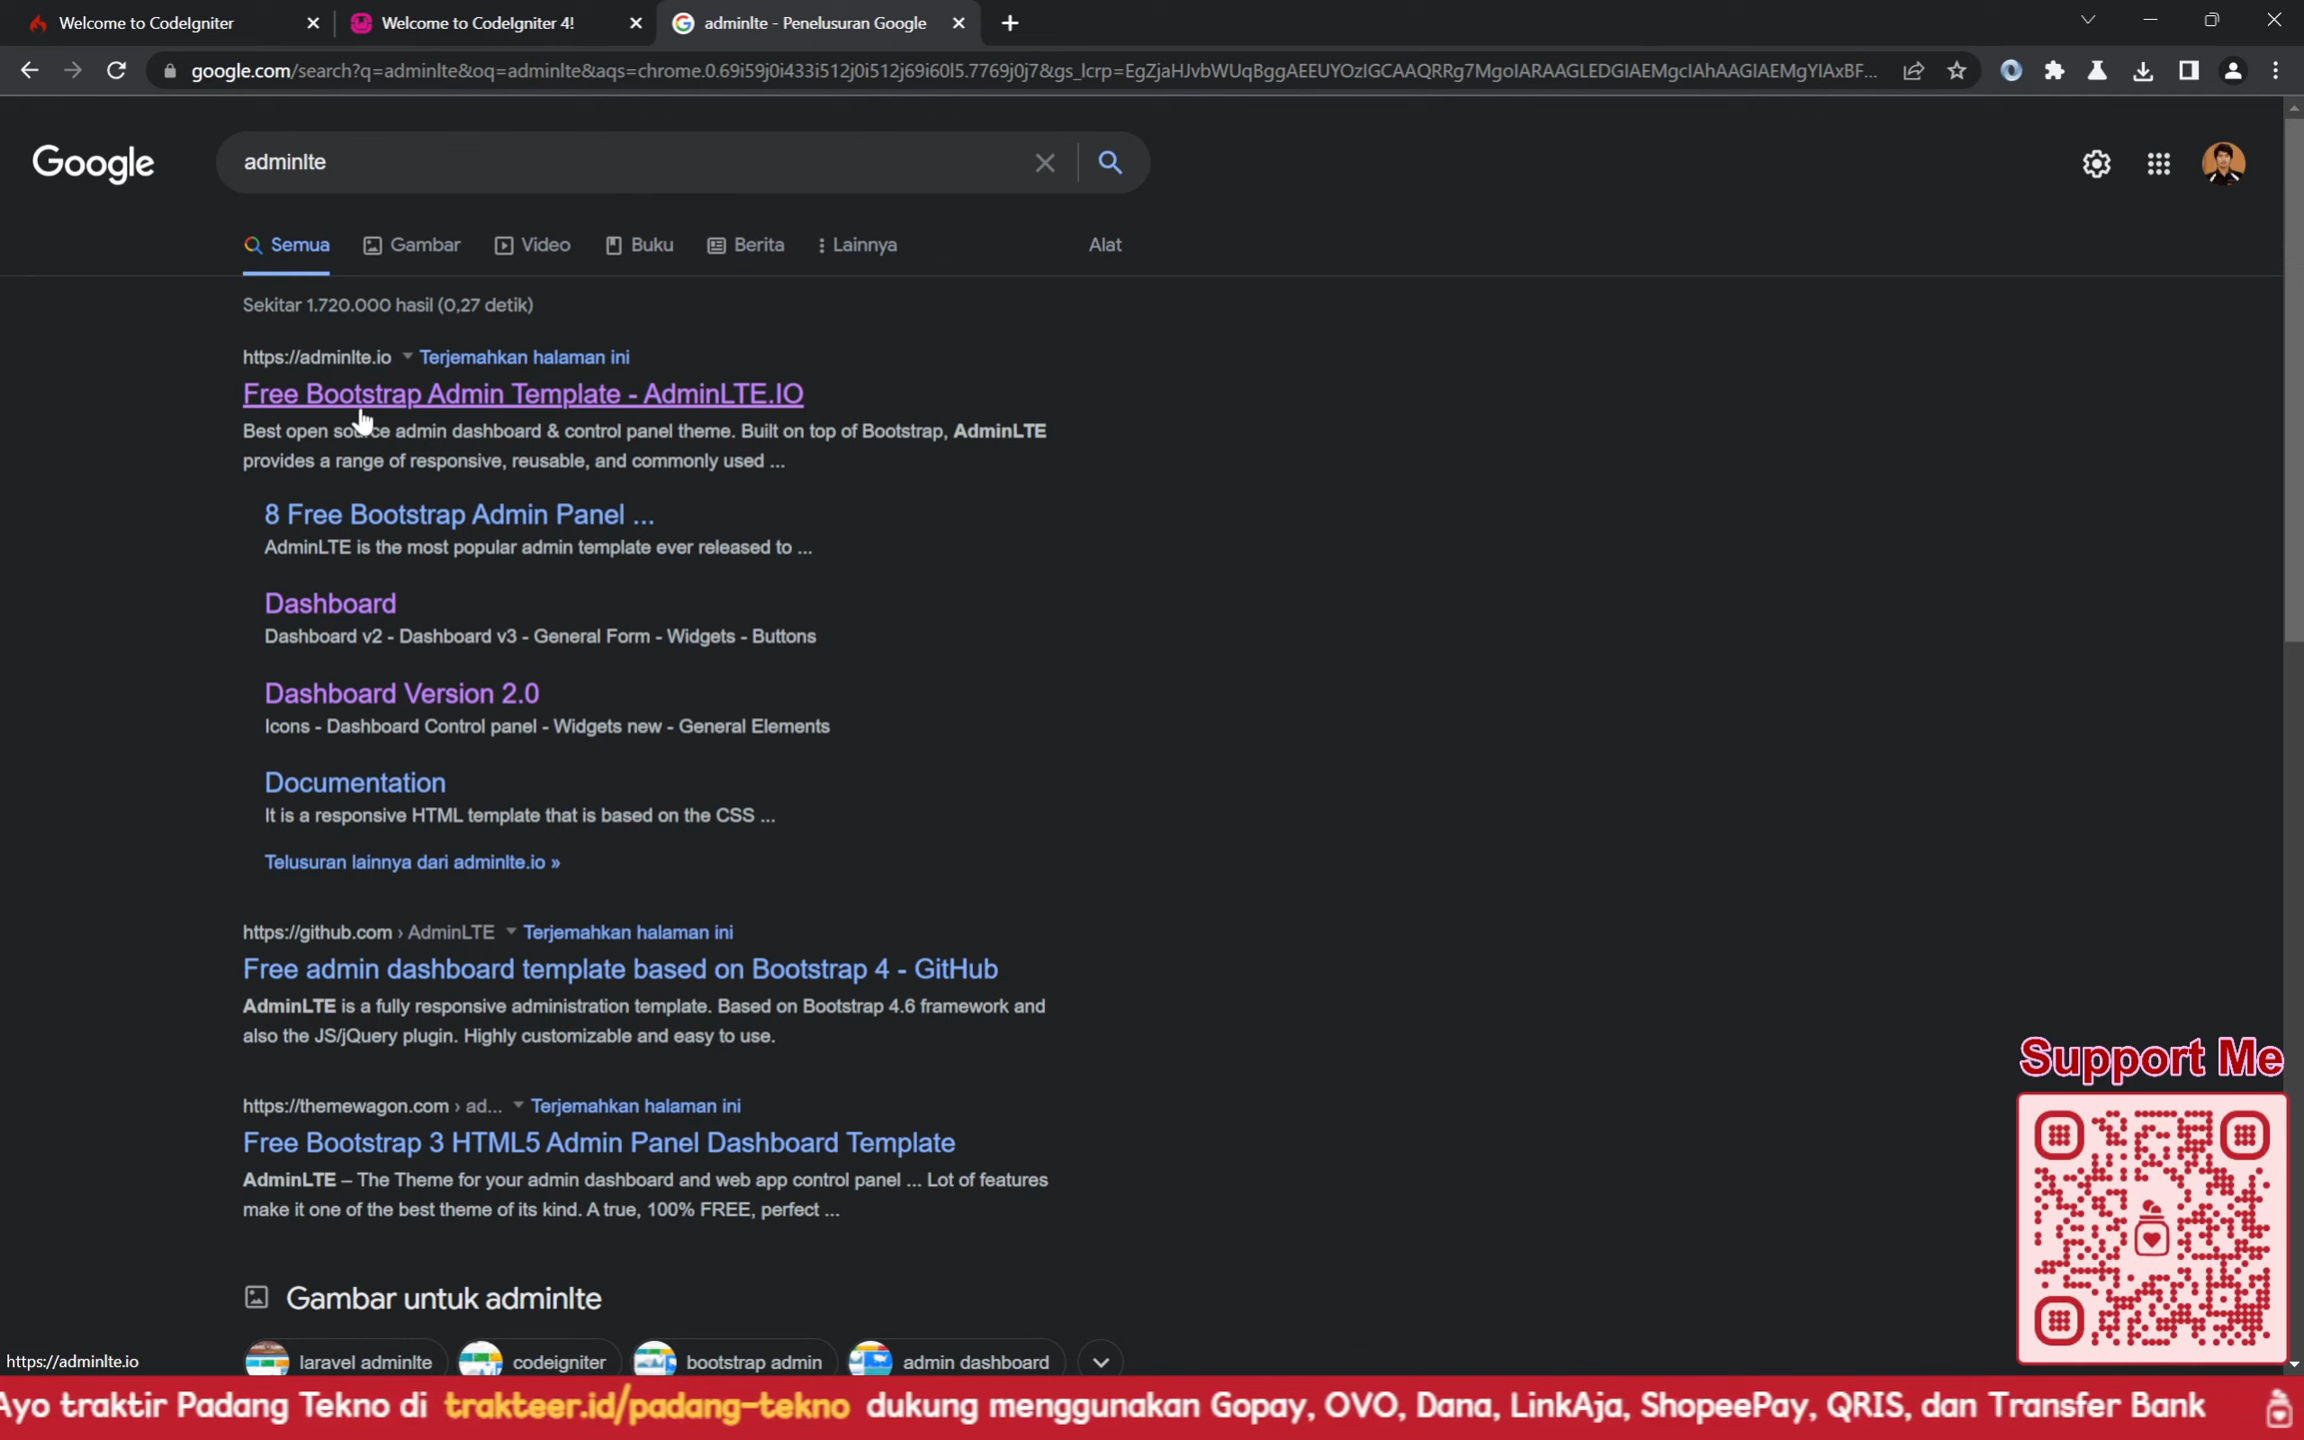 Welcome to CodeIgniter
Welcome to CodeIgniter 4!
adminlte - Penelusuran Google
google.com/search?q=adminlte&oq=adminlte&aqs=chrome.0.69i59j0i433i512j0i512j69i60l5.7769j0j7&gs_lcrp=EgZjaHJvbWUqBggAEEUYOzIGCAAQRRg7MgoIARAAGLEDGIAEMgcIAhAAGIAEMgYIAxBF...
Google
adminlte
Semua Gambar Video Buku Berita Lainnya Alat
Sekitar 1.720.000 hasil (0,27 detik)
https://adminlte.io Terjemahkan halaman ini
Free Bootstrap Admin Template - AdminLTE.IO
Best open source admin dashboard & control panel theme. Built on top of Bootstrap, AdminLTE
provides a range of responsive, reusable, and commonly used ...
8 Free Bootstrap Admin Panel ...
AdminLTE is the most popular admin template ever released to ...
Dashboard
Dashboard v2 - Dashboard v3 - General Form - Widgets - Buttons
Dashboard Version 2.0
Icons - Dashboard Control panel - Widgets new - General Elements
Documentation
It is a responsive HTML template that is based on the CSS ...
Telusuran lainnya dari adminlte.io »
https://github.com › AdminLTE Terjemahkan halaman ini
Free admin dashboard template based on Bootstrap 4 - GitHub
AdminLTE is a fully responsive administration template. Based on Bootstrap 4.6 framework and
also the JS/jQuery plugin. Highly customizable and easy to use.
https://themewagon.com › ad... Terjemahkan halaman ini
Free Bootstrap 3 HTML5 Admin Panel Dashboard Template
AdminLTE – The Theme for your admin dashboard and web app control panel ... Lot of features
make it one of the best theme of its kind. A true, 100% FREE, perfect ...
Gambar untuk adminlte
laravel adminlte codeigniter bootstrap admin admin dashboard
https://adminlte.io
Support Me
Ayo traktir Padang Tekno di trakteer.id/padang-tekno dukung menggunakan Gopay, OVO, Dana, LinkAja, ShopeePay, QRIS, dan Transfer Bank